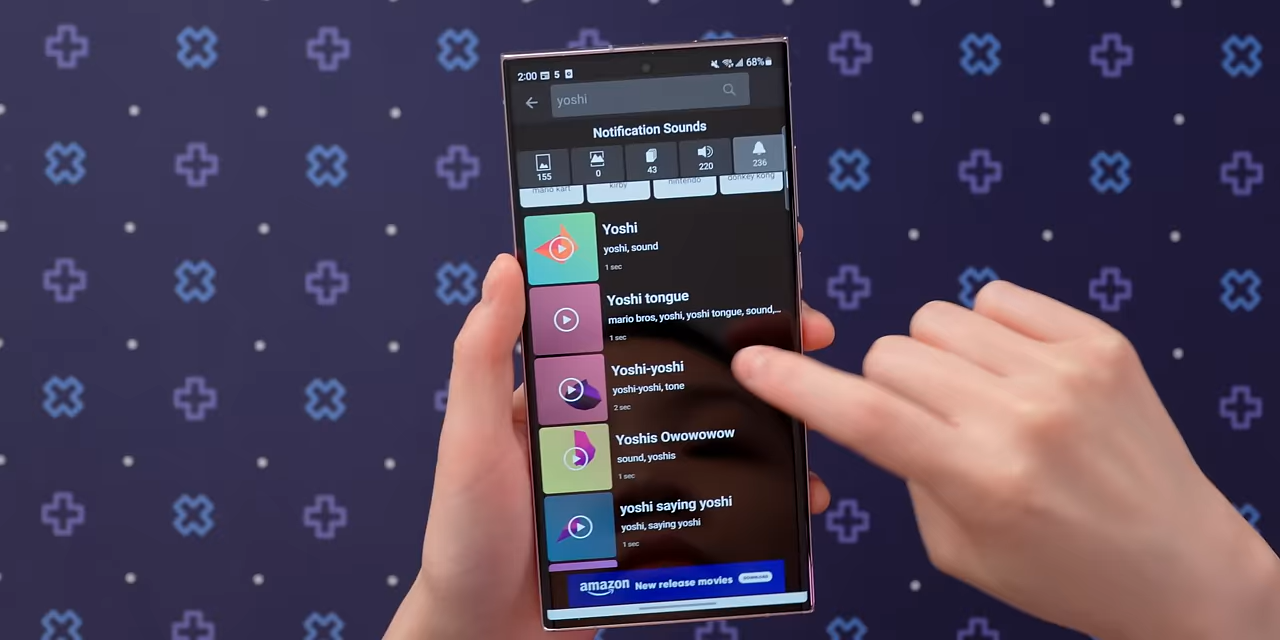 2:00 5 68%
yoshi
Notification Sounds
155 0 43 220 236
mario kart kirby nintendo donkey kong
Yoshi
yoshi, sound
1 sec
Yoshi tongue
mario bros, yoshi, yoshi tongue, sound,...
1 sec
Yoshi-yoshi
yoshi-yoshi, tone
2 sec
Yoshis Owowowow
sound, yoshis
1 sec
yoshi saying yoshi
yoshi, saying yoshi
1 sec
amazon New release movies DOWNLOAD